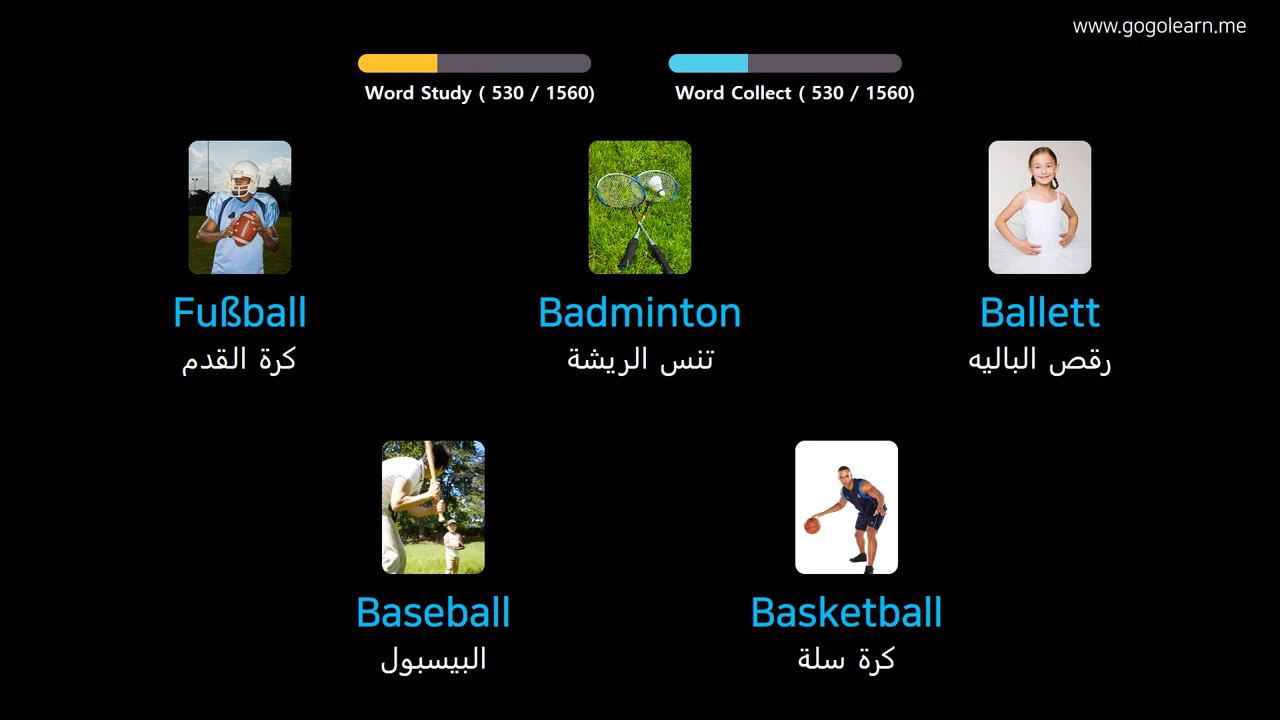 www.gogolearn.me
Word Study ( 530 / 1560)
Word Collect ( 530 / 1560)
Fußball
كرة القدم
Badminton
تنس الريشة
Ballett
رقص الباليه
Baseball
البيسبول
Basketball
كرة سلة